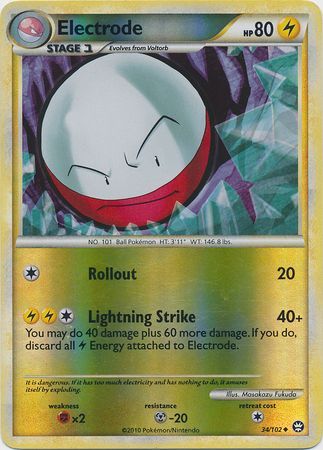 Electrode HP 80
STAGE 1 Evolves from Voltorb
NO. 101 Ball Pokémon HT: 3'11" WT: 146.8 lbs.
Rollout 20
Lightning Strike 40+
You may do 40 damage plus 60 more damage. If you do,
discard all Energy attached to Electrode.
It is dangerous. If it has too much electricity and has nothing to do, it amuses
itself by exploding.
Illus. Masakazu Fukuda
weakness resistance retreat cost
×2 -20
©2010 Pokémon/Nintendo 34/102